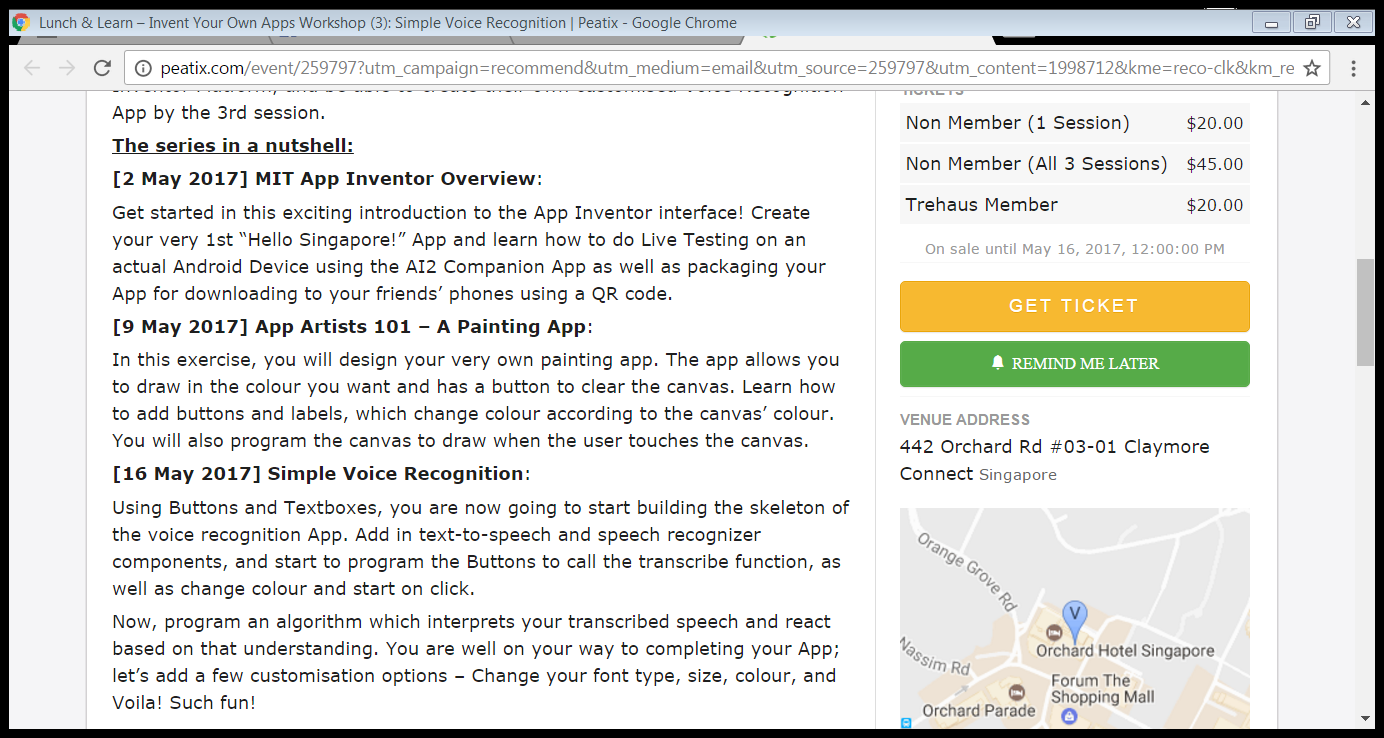 Lunch & Learn – Invent Your Own Apps Workshop (3): Simple Voice Recognition | Peatix - Google Chrome
peatix.com/event/259797?utm_campaign=recommend&utm_medium=email&utm_source=259797&utm_content=1998712&kme=reco-clk&km_re
App by the 3rd session.
The series in a nutshell:
[2 May 2017] MIT App Inventor Overview:
Get started in this exciting introduction to the App Inventor interface! Create
your very 1st “Hello Singapore!” App and learn how to do Live Testing on an
actual Android Device using the AI2 Companion App as well as packaging your
App for downloading to your friends’ phones using a QR code.
[9 May 2017] App Artists 101 – A Painting App:
In this exercise, you will design your very own painting app. The app allows you
to draw in the colour you want and has a button to clear the canvas. Learn how
to add buttons and labels, which change colour according to the canvas’ colour.
You will also program the canvas to draw when the user touches the canvas.
[16 May 2017] Simple Voice Recognition:
Using Buttons and Textboxes, you are now going to start building the skeleton of
the voice recognition App. Add in text-to-speech and speech recognizer
components, and start to program the Buttons to call the transcribe function, as
well as change colour and start on click.
Now, program an algorithm which interprets your transcribed speech and react
based on that understanding. You are well on your way to completing your App;
let’s add a few customisation options – Change your font type, size, colour, and
Voila! Such fun!
TICKETS
Non Member (1 Session) $20.00
Non Member (All 3 Sessions) $45.00
Trehaus Member $20.00
On sale until May 16, 2017, 12:00:00 PM
GET TICKET
REMIND ME LATER
VENUE ADDRESS
442 Orchard Rd #03-01 Claymore
Connect Singapore
Orange Grove Rd
V
Orchard Hotel Singapore
Nassim Rd
Forum The
Shopping Mall
Orchard Parade